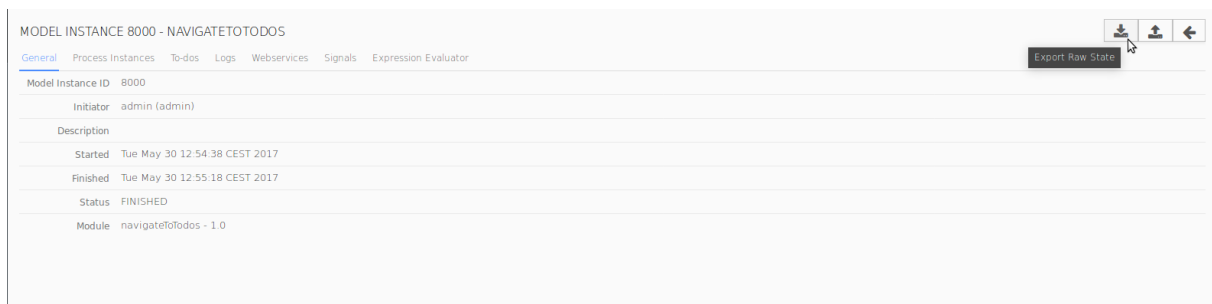 MODEL INSTANCE 8000 - NAVIGATETOTODOS
General Process Instances To-dos Logs Webservices Signals Expression Evaluator
Export Raw State
Model Instance ID 8000
Initiator admin (admin)
Description
Started Tue May 30 12:54:38 CEST 2017
Finished Tue May 30 12:55:18 CEST 2017
Status FINISHED
Module navigateToTodos - 1.0